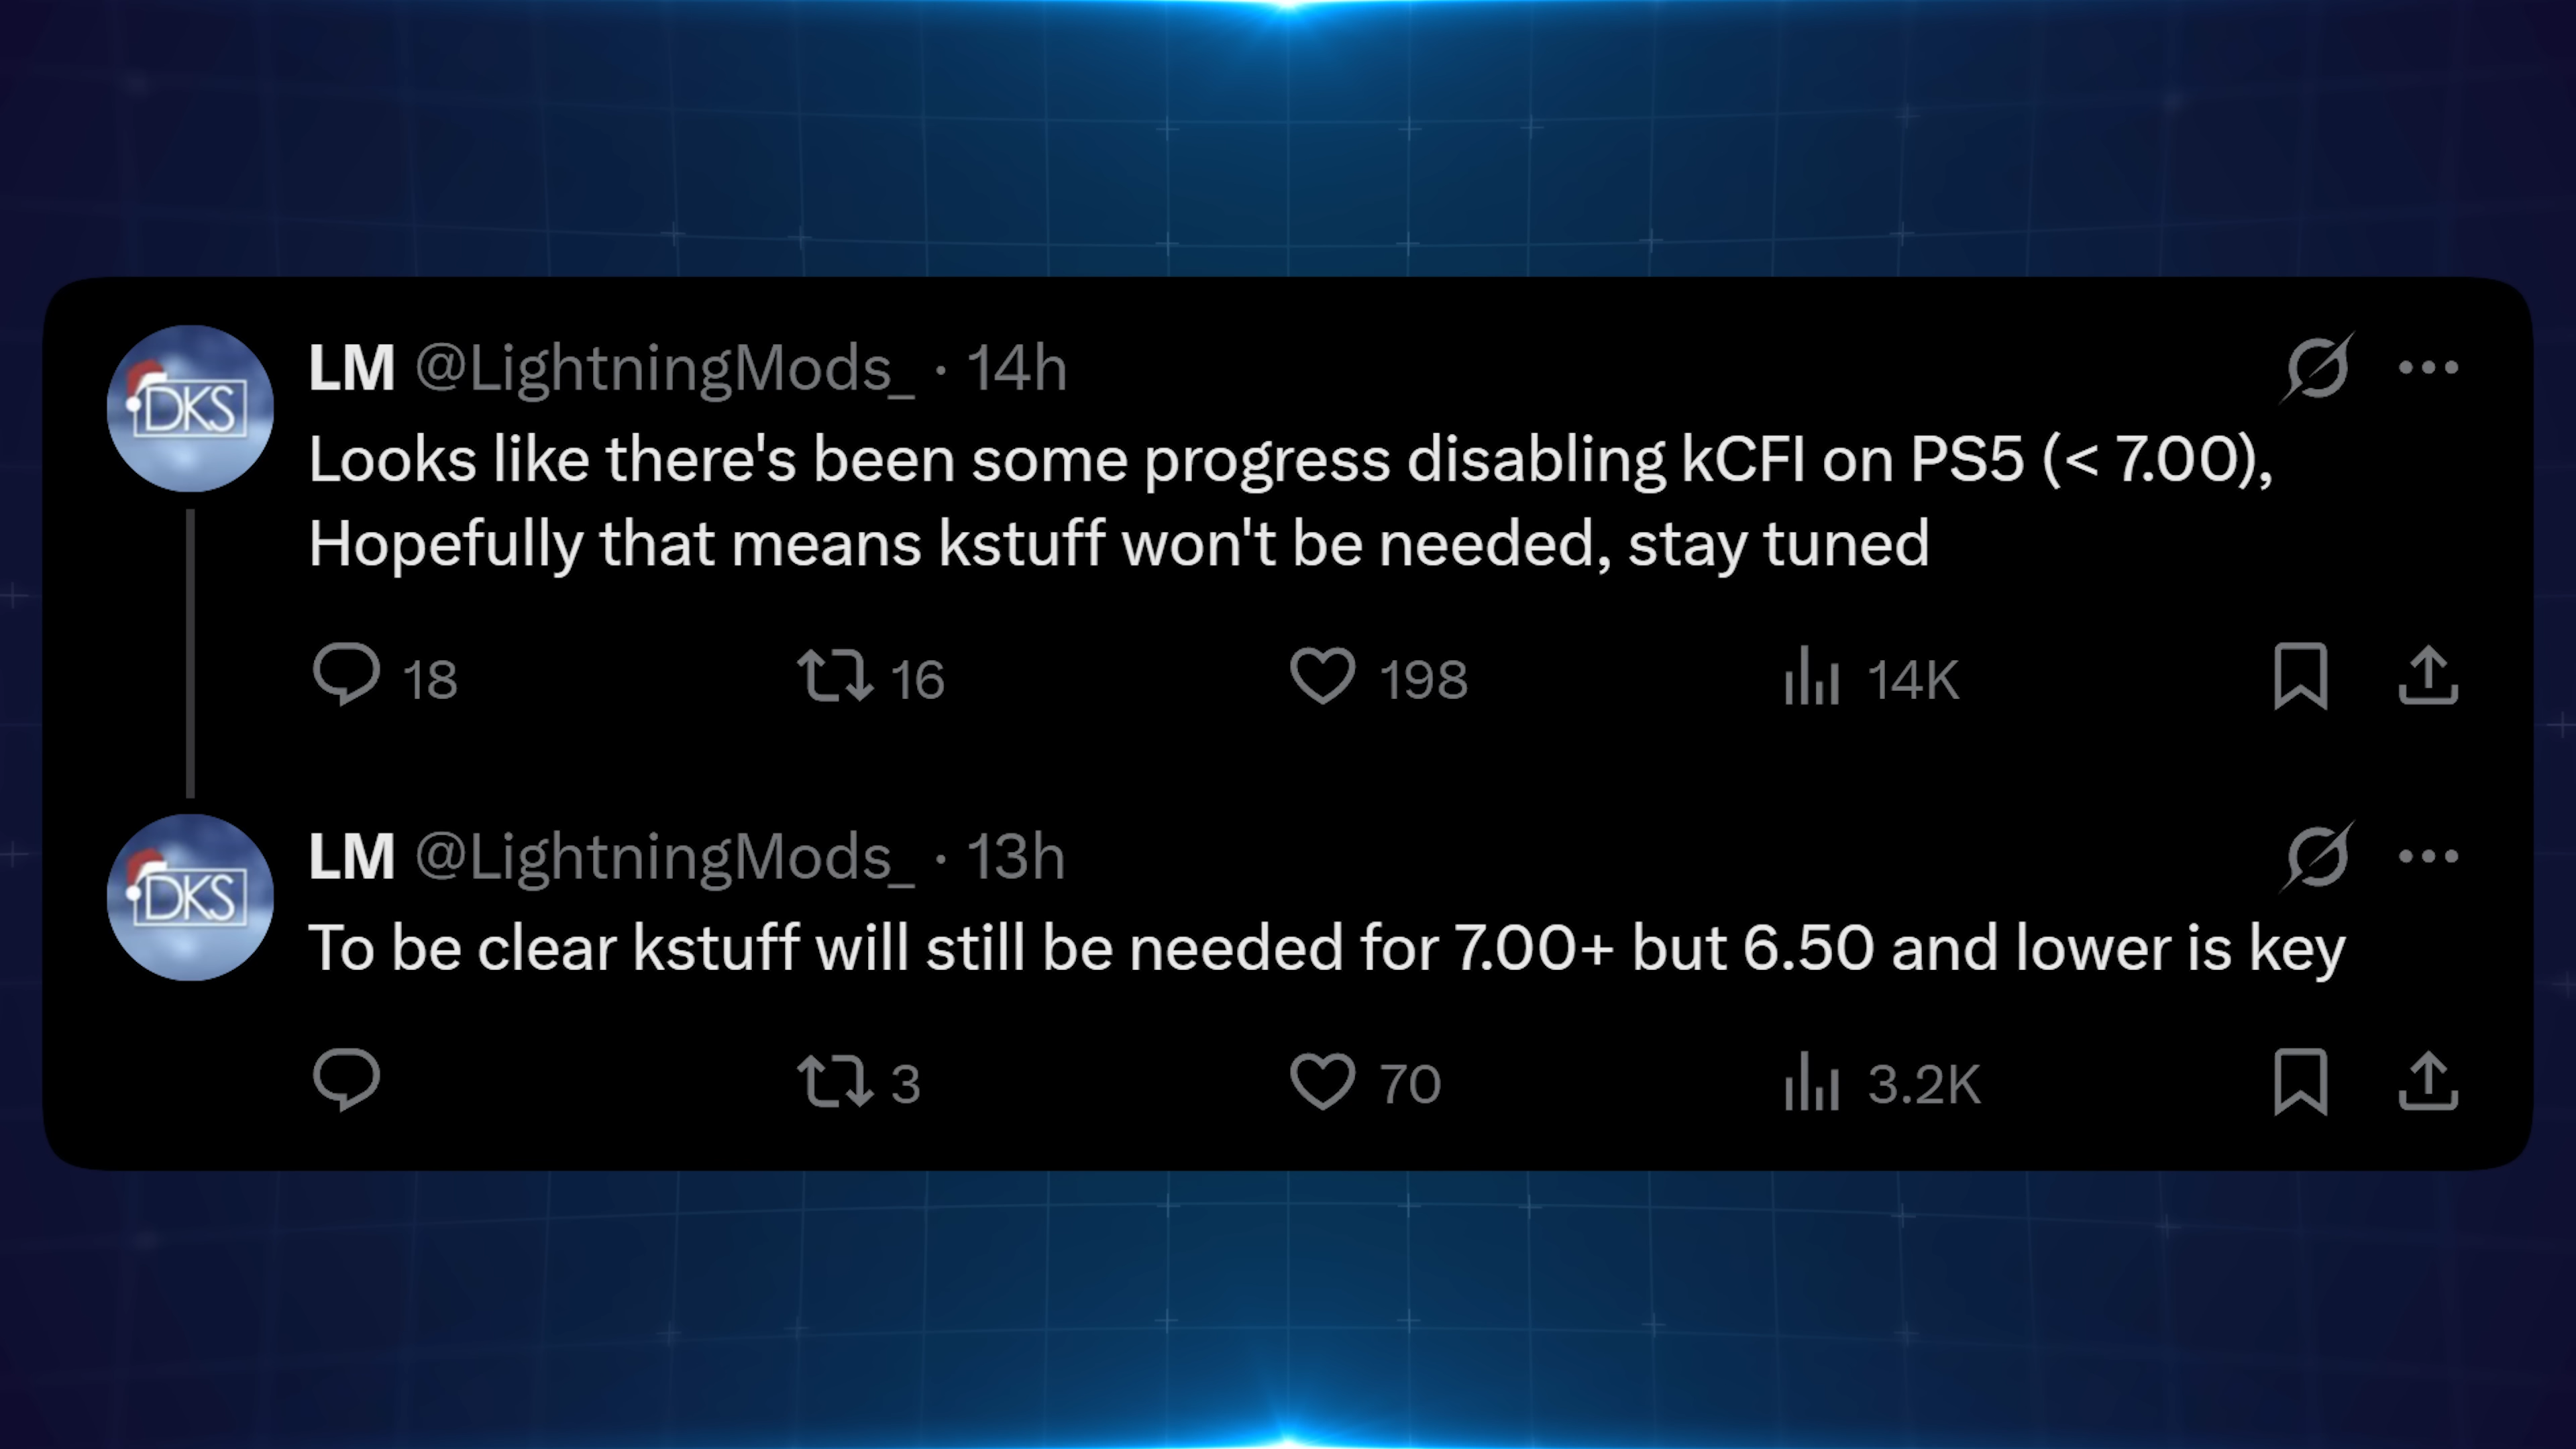 LM @LightningMods_ · 14h
Looks like there's been some progress disabling kCFI on PS5 (< 7.00),
Hopefully that means kstuff won't be needed, stay tuned
18 16 198 14K
DKS
LM @LightningMods_ · 13h
To be clear kstuff will still be needed for 7.00+ but 6.50 and lower is key
3 70 3.2K
DKS